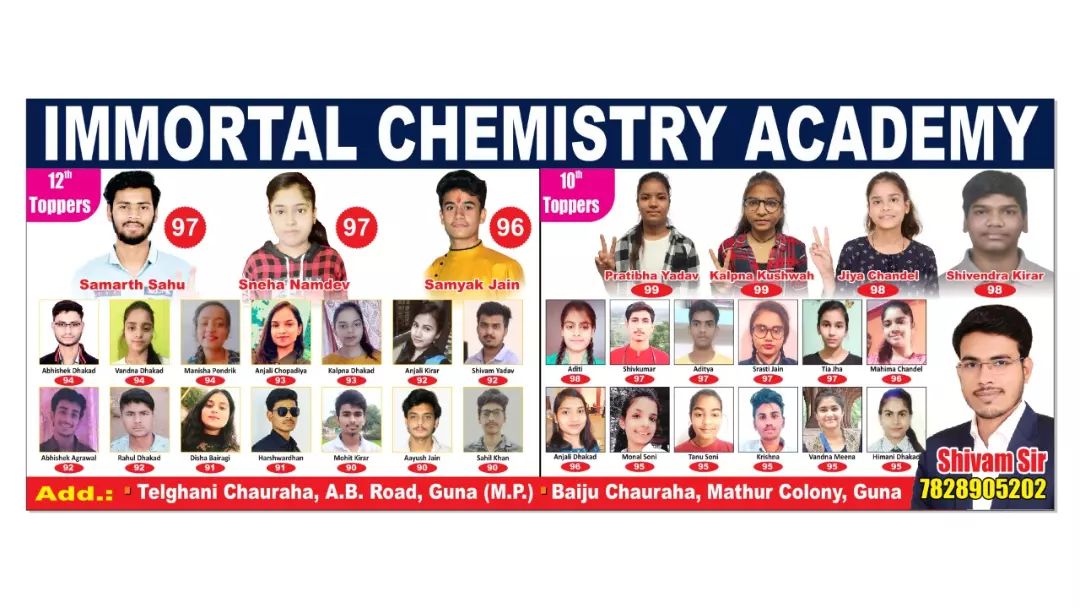 IMMORTAL CHEMISTRY ACADEMY
12th
Toppers
97
97
96
Samarth Sahu
Sneha Namdev
Samyak Jain
Abhishek Dhakad
Vandna Dhakad
Manisha Pondrik
Anjali Chopadiya
Kalpna Dhakad
Anjali Kirar
Shivam Yadav
94
94
94
93
93
92
92
Abhishek Agrawal
Rahul Dhakad
Disha Bairagi
Harshwardhan
Mohit Kirar
Aayush Jain
Sahil Khan
92
92
91
91
90
90
90
10th
Toppers
Pratibha Yadav
Kalpna Kushwah
Jiya Chandel
Shivendra Kirar
99
99
98
98
Aditi
Shivkumar
Aditya
Srasti Jain
Tia Jha
Mahima Chandel
98
97
97
97
97
96
Anjali Dhakad
Monal Soni
Tanu Soni
Krishna
Vandna Meena
Himani Dhakad
96
95
95
95
95
95
Shivam Sir
7828905202
Add.: Telghani Chauraha, A.B. Road, Guna (M.P.) Baiju Chauraha, Mathur Colony, Guna